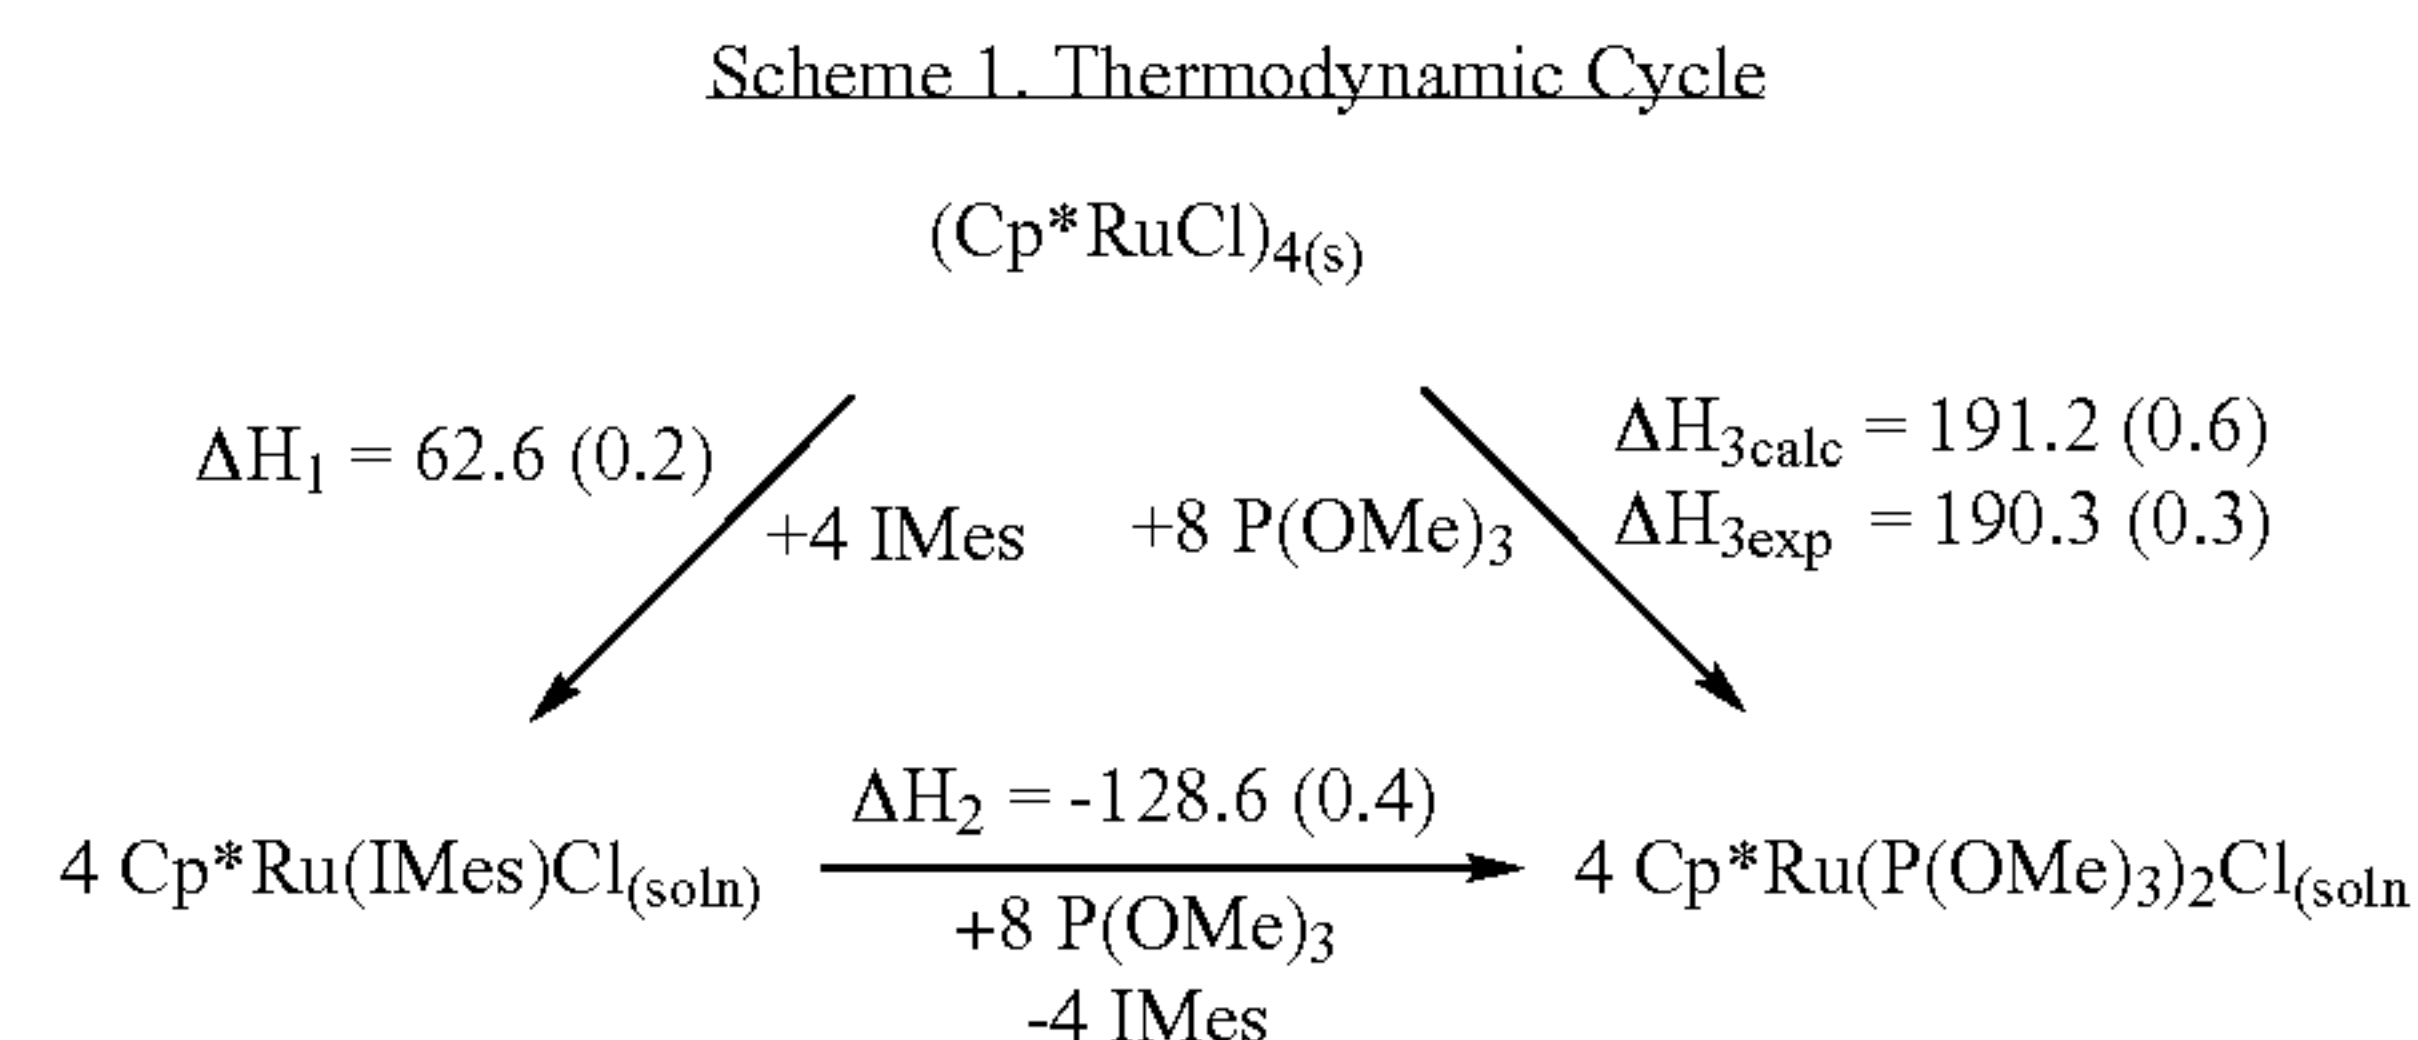 Scheme 1. Thermodynamic Cycle
(Cp*RuCl)4(s)
ΔH1 = 62.6 (0.2)
+4 IMes
+8 P(OMe)3
ΔH3calc = 191.2 (0.6)
ΔH3exp = 190.3 (0.3)
ΔH2 = -128.6 (0.4)
4 Cp*Ru(IMes)Cl(soln)
4 Cp*Ru(P(OMe)3)2Cl(soln
+8 P(OMe)3
-4 IMes